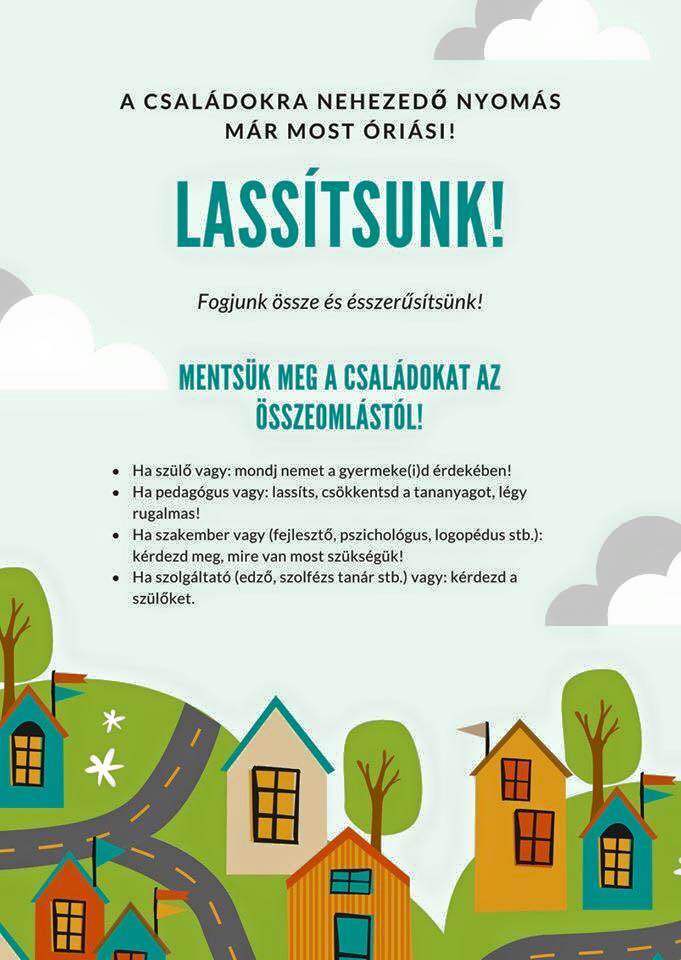 A CSALÁDOKRA NEHEZEDŐ NYOMÁS
MÁR MOST ÓRIÁSI!
LASSÍTSUNK!
Fogjunk össze és ésszerűsítsünk!
MENTSÜK MEG A CSALÁDOKAT AZ
ÖSSZEOMLÁSTÓL!
• Ha szülő vagy: mondj nemet a gyermeke(i)d érdekében!
• Ha pedagógus vagy: lassíts, csökkentsd a tananyagot, légy
rugalmas!
• Ha szakember vagy (fejlesztő, pszichológus, logopédus stb.):
kérdezd meg, mire van most szükségük!
• Ha szolgáltató (edző, szolfézs tanár stb.) vagy: kérdezd a
szülőket.